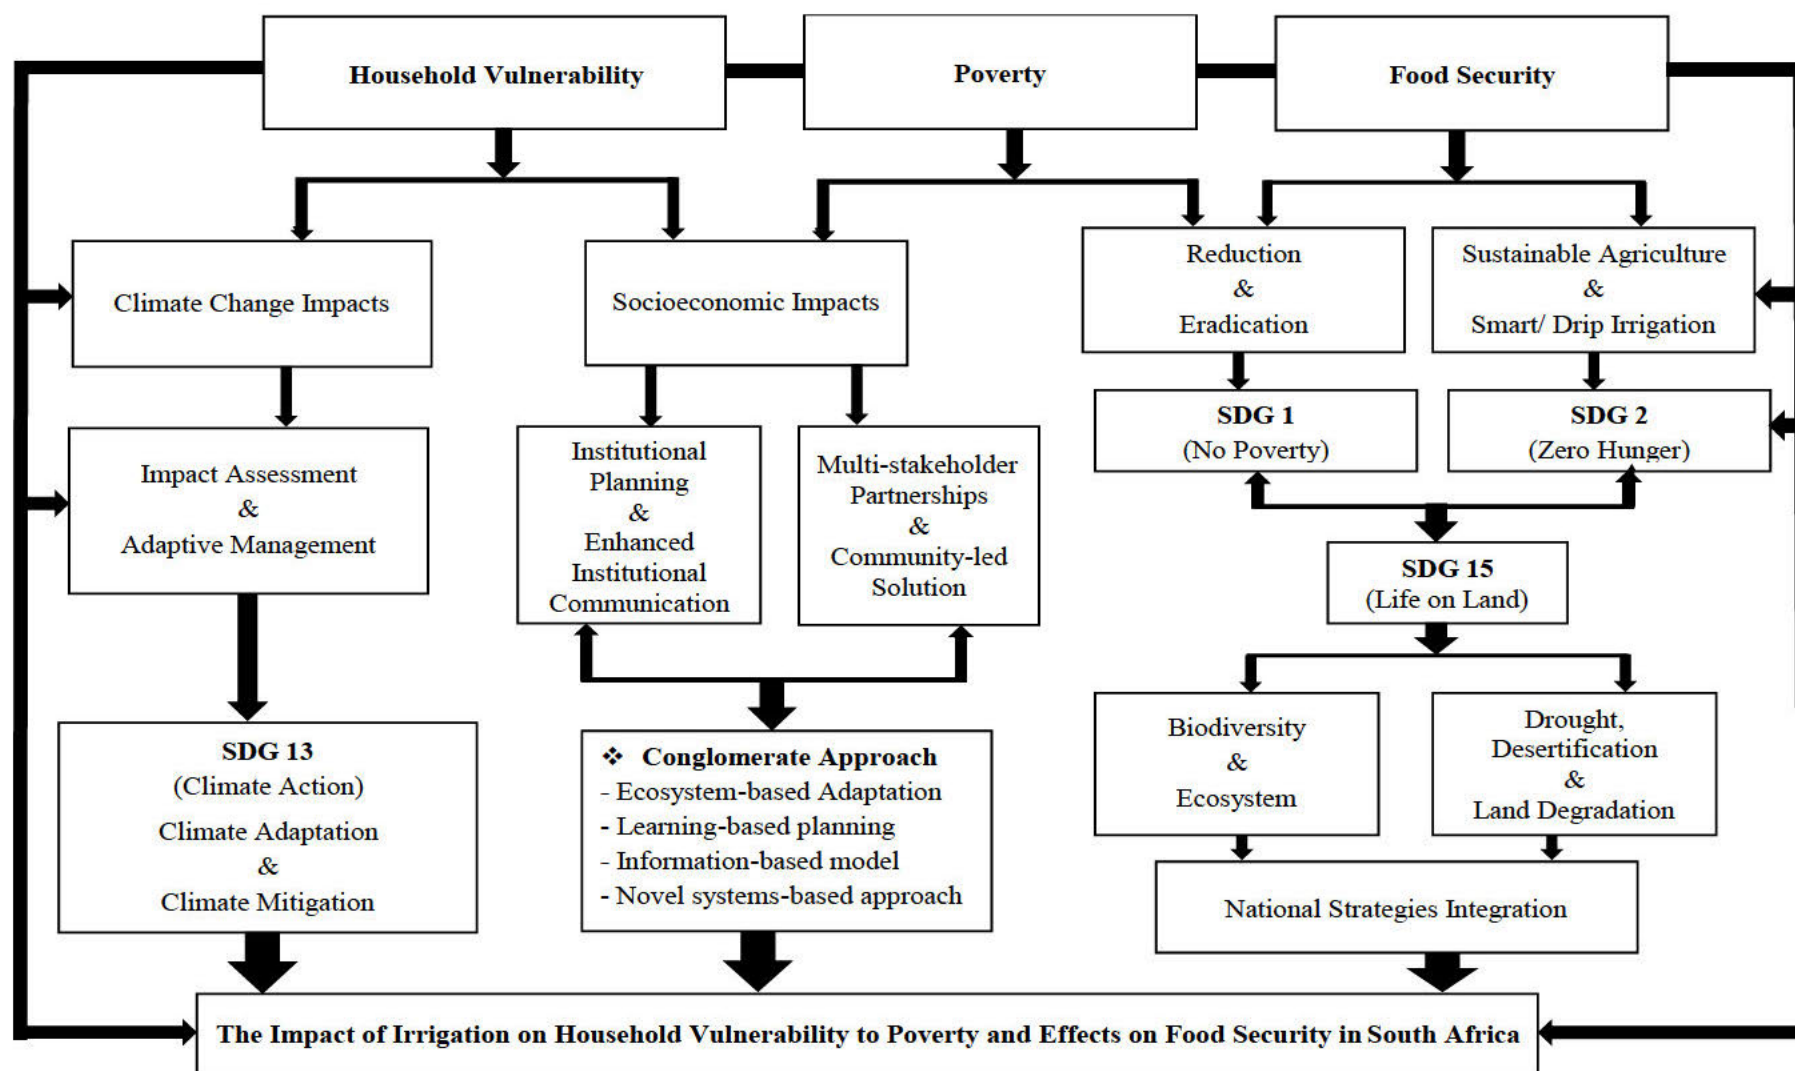 Household Vulnerability
Poverty
Food Security
Climate Change Impacts
Socioeconomic Impacts
Reduction
&
Eradication
Sustainable Agriculture
&
Smart/ Drip Irrigation
SDG 1
(No Poverty)
SDG 2
(Zero Hunger)
Impact Assessment
&
Adaptive Management
Institutional
Planning
&
Enhanced
Institutional
Communication
Multi-stakeholder
Partnerships
&
Community-led
Solution
SDG 15
(Life on Land)
SDG 13
(Climate Action)
Climate Adaptation
&
Climate Mitigation
❖ Conglomerate Approach
- Ecosystem-based Adaptation
- Learning-based planning
- Information-based model
- Novel systems-based approach
Biodiversity
&
Ecosystem
Drought,
Desertification
&
Land Degradation
National Strategies Integration
The Impact of Irrigation on Household Vulnerability to Poverty and Effects on Food Security in South Africa